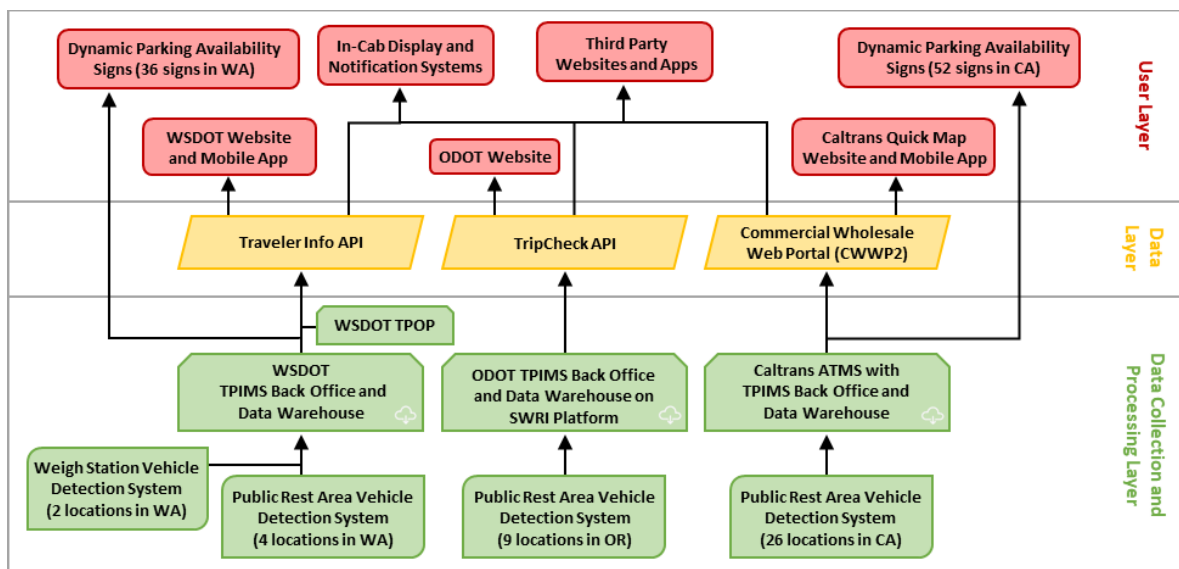 Dynamic Parking Availability
Signs (36 signs in WA)
In-Cab Display and
Notification Systems
Third Party
Websites and Apps
Dynamic Parking Availability
Signs (52 signs in CA)
WSDOT Website
and Mobile App
ODOT Website
Caltrans Quick Map
Website and Mobile App
User Layer
Traveler Info API
TripCheck API
Commercial Wholesale
Web Portal (CWWP2)
Data
Layer
WSDOT TPOP
WSDOT
TPIMS Back Office and
Data Warehouse
ODOT TPIMS Back Office
and Data Warehouse on
SWRI Platform
Caltrans ATMS with
TPIMS Back Office and
Data Warehouse
Weigh Station Vehicle
Detection System
(2 locations in WA)
Public Rest Area Vehicle
Detection System
(4 locations in WA)
Public Rest Area Vehicle
Detection System
(9 locations in OR)
Public Rest Area Vehicle
Detection System
(26 locations in CA)
Data Collection and
Processing Layer